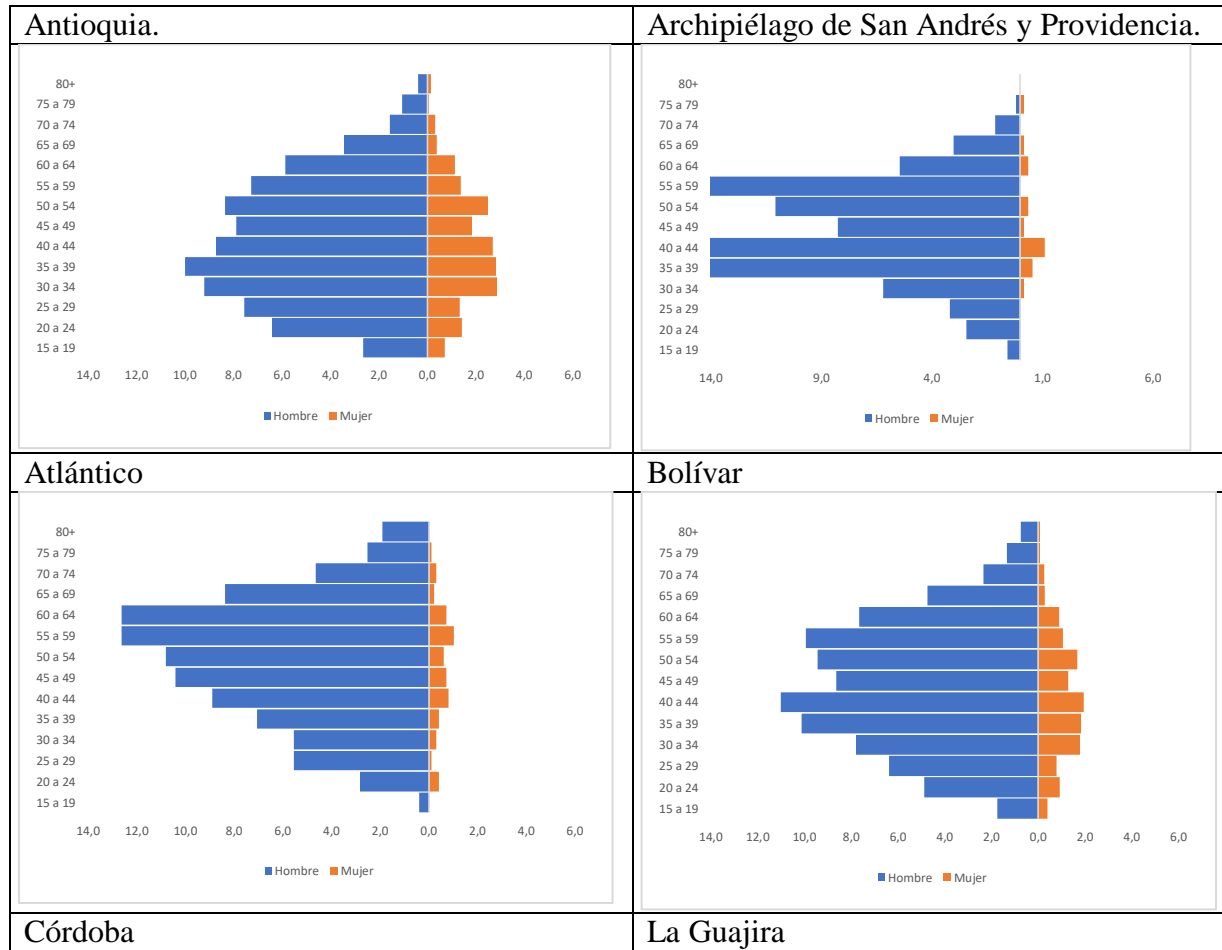 Antioquia.
80+
75 a 79
70 a 74
65 a 69
60 a 64
55 a 59
50 a 54
45 a 49
40 a 44
35 a 39
30 a 34
25 a 29
20 a 24
15 a 19
14,0 12,0 10,0 8,0 6,0 4,0 2,0 0,0 2,0 4,0 6,0
Hombre Mujer
Archipiélago de San Andrés y Providencia.
80+
75 a 79
70 a 74
65 a 69
60 a 64
55 a 59
50 a 54
45 a 49
40 a 44
35 a 39
30 a 34
25 a 29
20 a 24
15 a 19
14,0 9,0 4,0 1,0 6,0
Hombre Mujer
Atlántico
80+
75 a 79
70 a 74
65 a 69
60 a 64
55 a 59
50 a 54
45 a 49
40 a 44
35 a 39
30 a 34
25 a 29
20 a 24
15 a 19
14,0 12,0 10,0 8,0 6,0 4,0 2,0 0,0 2,0 4,0 6,0
Hombre Mujer
Bolívar
80+
75 a 79
70 a 74
65 a 69
60 a 64
55 a 59
50 a 54
45 a 49
40 a 44
35 a 39
30 a 34
25 a 29
20 a 24
15 a 19
14,0 12,0 10,0 8,0 6,0 4,0 2,0 0,0 2,0 4,0 6,0
Hombre Mujer
Córdoba
La Guajira